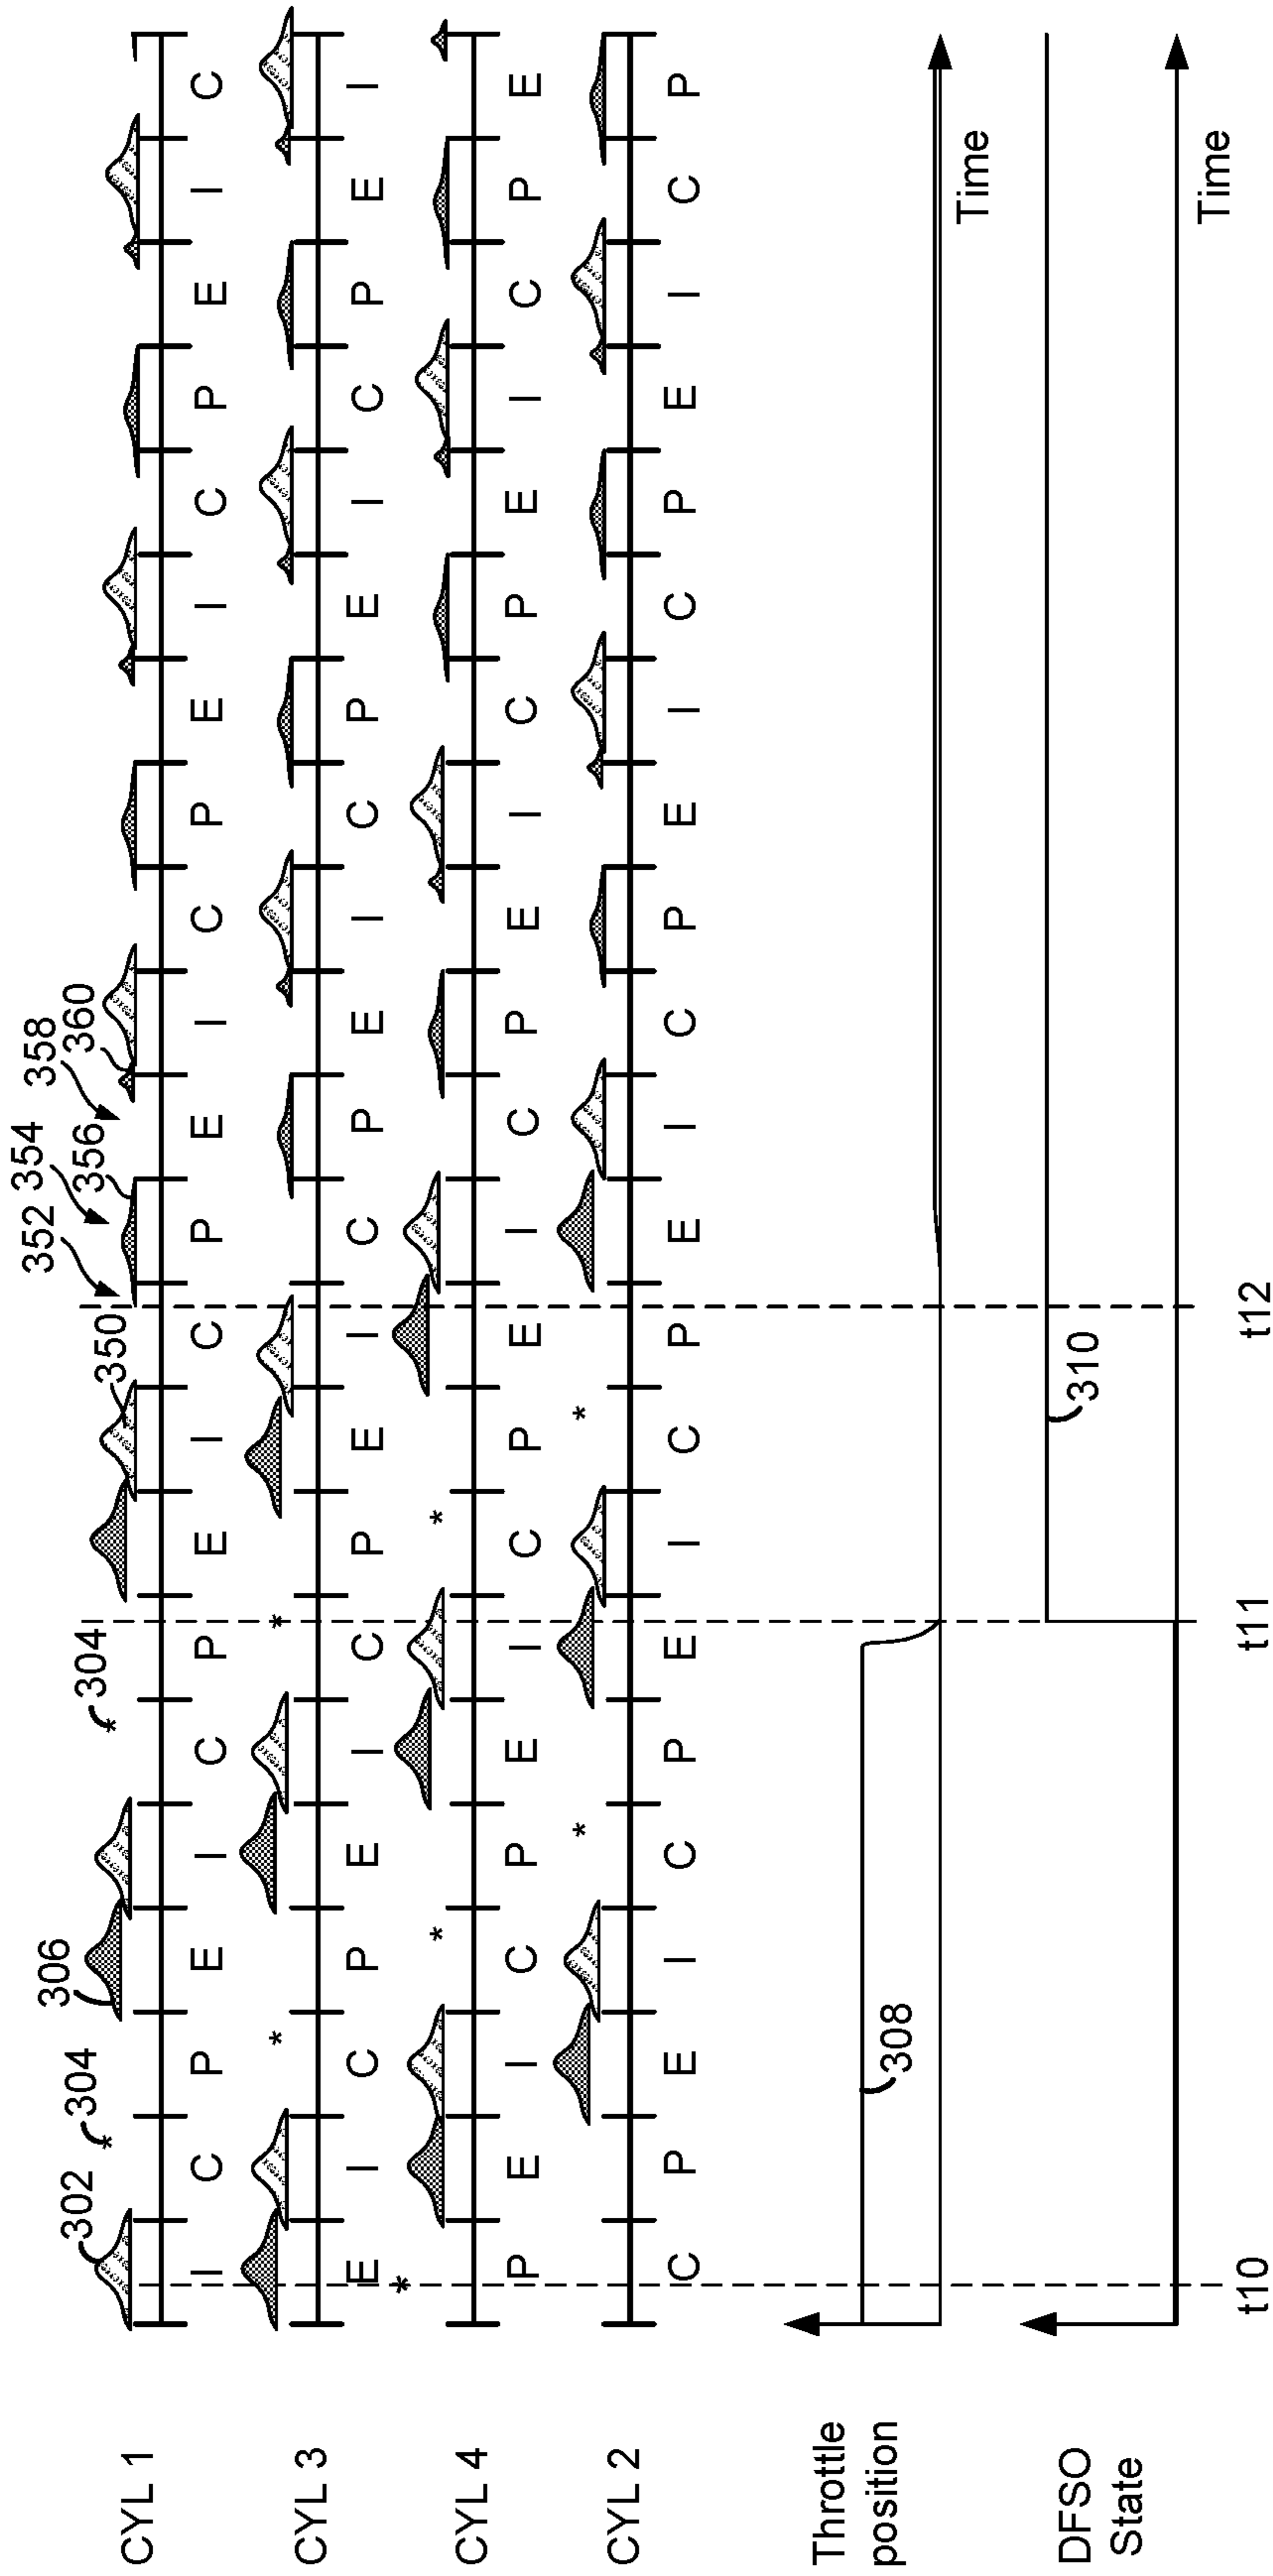 352 354 358
302 304 306 304 350 356 360
CYL 1
I C P E I C P E I C P E I C P E I C P E I C
CYL 3
E I C P E I C P E I C P E I C P E I C P E I
CYL 4
P E I C P E I C P E I C P E I C P E I C P E
CYL 2
C P E I C P E I C P E I C P E I C P E I C P
Throttle
position
308
Time
DFSO
State
310
Time
t10 t11 t12